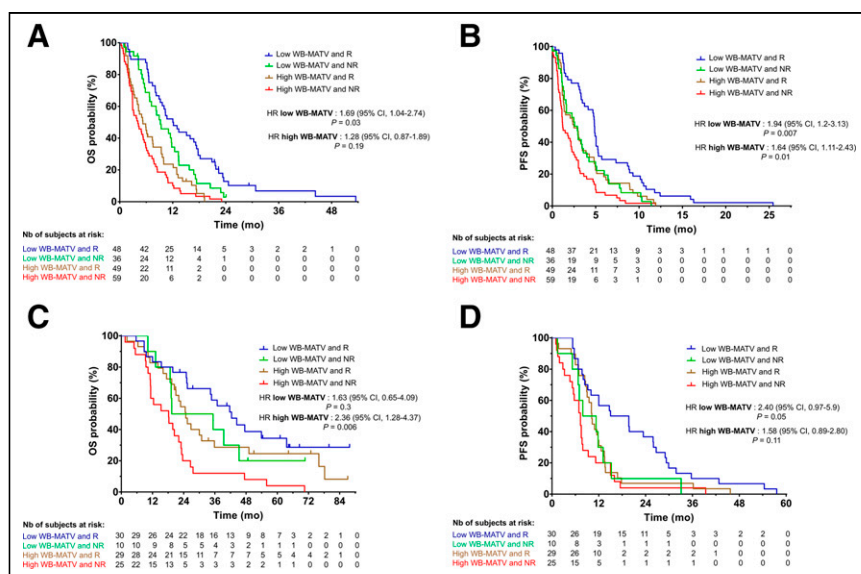 A
OS probability (%)
100
80
60
40
20
0
0 12 24 36 48
Time (mo)
Low WB-MATV and R
Low WB-MATV and NR
High WB-MATV and R
High WB-MATV and NR
HR low WB-MATV : 1.69 (95% CI, 1.04-2.74)
P = 0.03
HR high WB-MATV : 1.28 (95% CI, 0.87-1.89)
P = 0.19
Nb of subjects at risk:
Low WB-MATV and R 48 42 25 14 5 3 2 2 1 0
Low WB-MATV and NR 36 24 12 4 1 0 0 0 0 0
High WB-MATV and R 49 22 11 2 0 0 0 0 0 0
High WB-MATV and NR 59 20 6 2 0 0 0 0 0 0
B
PFS probability (%)
100
80
60
40
20
0
0 5 10 15 20 25
Time (mo)
Low WB-MATV and R
Low WB-MATV and NR
High WB-MATV and R
High WB-MATV and NR
HR low WB-MATV : 1.94 (95% CI, 1.2-3.13)
P = 0.007
HR high WB-MATV : 1.64 (95% CI, 1.11-2.43)
P = 0.01
Nb of subjects at risk:
Low WB-MATV and R 48 37 21 13 9 3 3 1 1 1 1 0
Low WB-MATV and NR 36 19 9 5 3 0 0 0 0 0 0 0
High WB-MATV and R 49 24 11 7 3 0 0 0 0 0 0 0
High WB-MATV and NR 59 19 6 3 1 0 0 0 0 0 0 0
C
OS probability (%)
100
80
60
40
20
0
0 12 24 36 48 60 72 84
Time (mo)
Low WB-MATV and R
Low WB-MATV and NR
High WB-MATV and R
High WB-MATV and NR
HR low WB-MATV : 1.63 (95% CI, 0.65-4.09)
P = 0.3
HR high WB-MATV : 2.36 (95% CI, 1.28-4.37)
P = 0.006
Nb of subjects at risk:
Low WB-MATV and R 30 29 26 24 22 18 16 13 9 8 7 3 2 2 1 0
Low WB-MATV and NR 10 10 9 8 5 5 4 3 2 1 1 1 0 0 0 0
High WB-MATV and R 29 28 24 21 15 11 7 7 7 5 5 4 4 2 1 0
High WB-MATV and NR 25 22 15 13 5 3 3 3 2 2 1 1 0 0 0 0
D
PFS probability (%)
100
80
60
40
20
0
0 12 24 36 48 60
Time (mo)
Low WB-MATV and R
Low WB-MATV and NR
High WB-MATV and R
High WB-MATV and NR
HR low WB-MATV : 2.40 (95% CI, 0.97-5.9)
P = 0.05
HR high WB-MATV : 1.58 (95% CI, 0.89-2.80)
P = 0.11
Nb of subjects at risk:
Low WB-MATV and R 30 26 19 15 11 5 3 3 2 2 0
Low WB-MATV and NR 10 8 3 1 1 1 0 0 0 0 0
High WB-MATV and R 29 26 10 2 2 2 2 1 0 0 0
High WB-MATV and NR 25 15 5 1 1 1 1 0 0 0 0